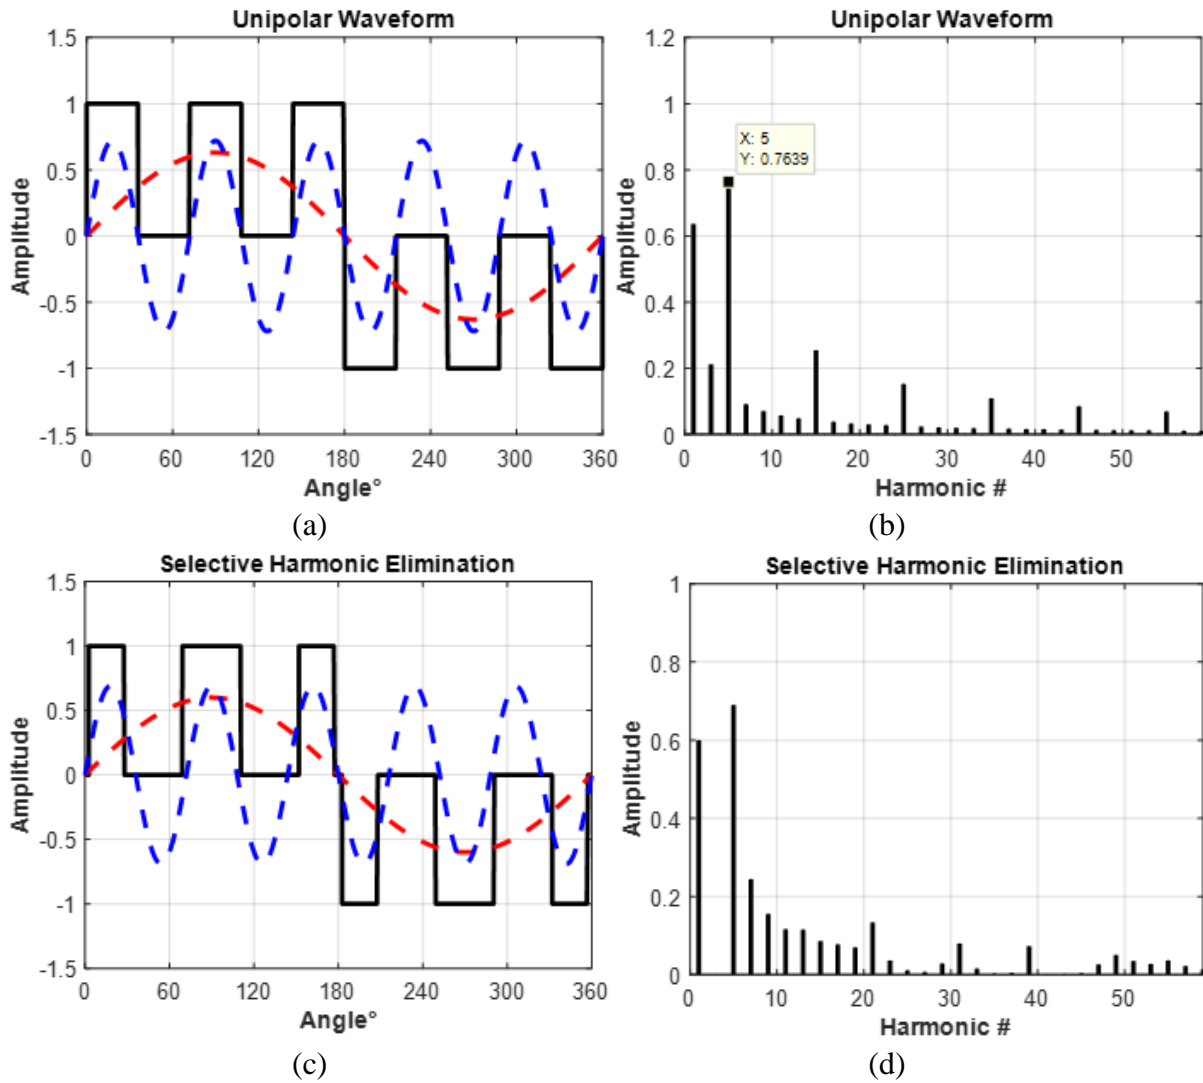 Unipolar Waveform
1.5
1
0.5
0
-0.5
-1
-1.5
Amplitude
0 60 120 180 240 300 360
Angle°
(a)
Unipolar Waveform
1.2
1
0.8
0.6
0.4
0.2
0
Amplitude
X: 5
Y: 0.7639
0 10 20 30 40 50
Harmonic #
(b)
Selective Harmonic Elimination
1.5
1
0.5
0
-0.5
-1
-1.5
Amplitude
0 60 120 180 240 300 360
Angle°
(c)
Selective Harmonic Elimination
1
0.8
0.6
0.4
0.2
0
Amplitude
0 10 20 30 40 50
Harmonic #
(d)